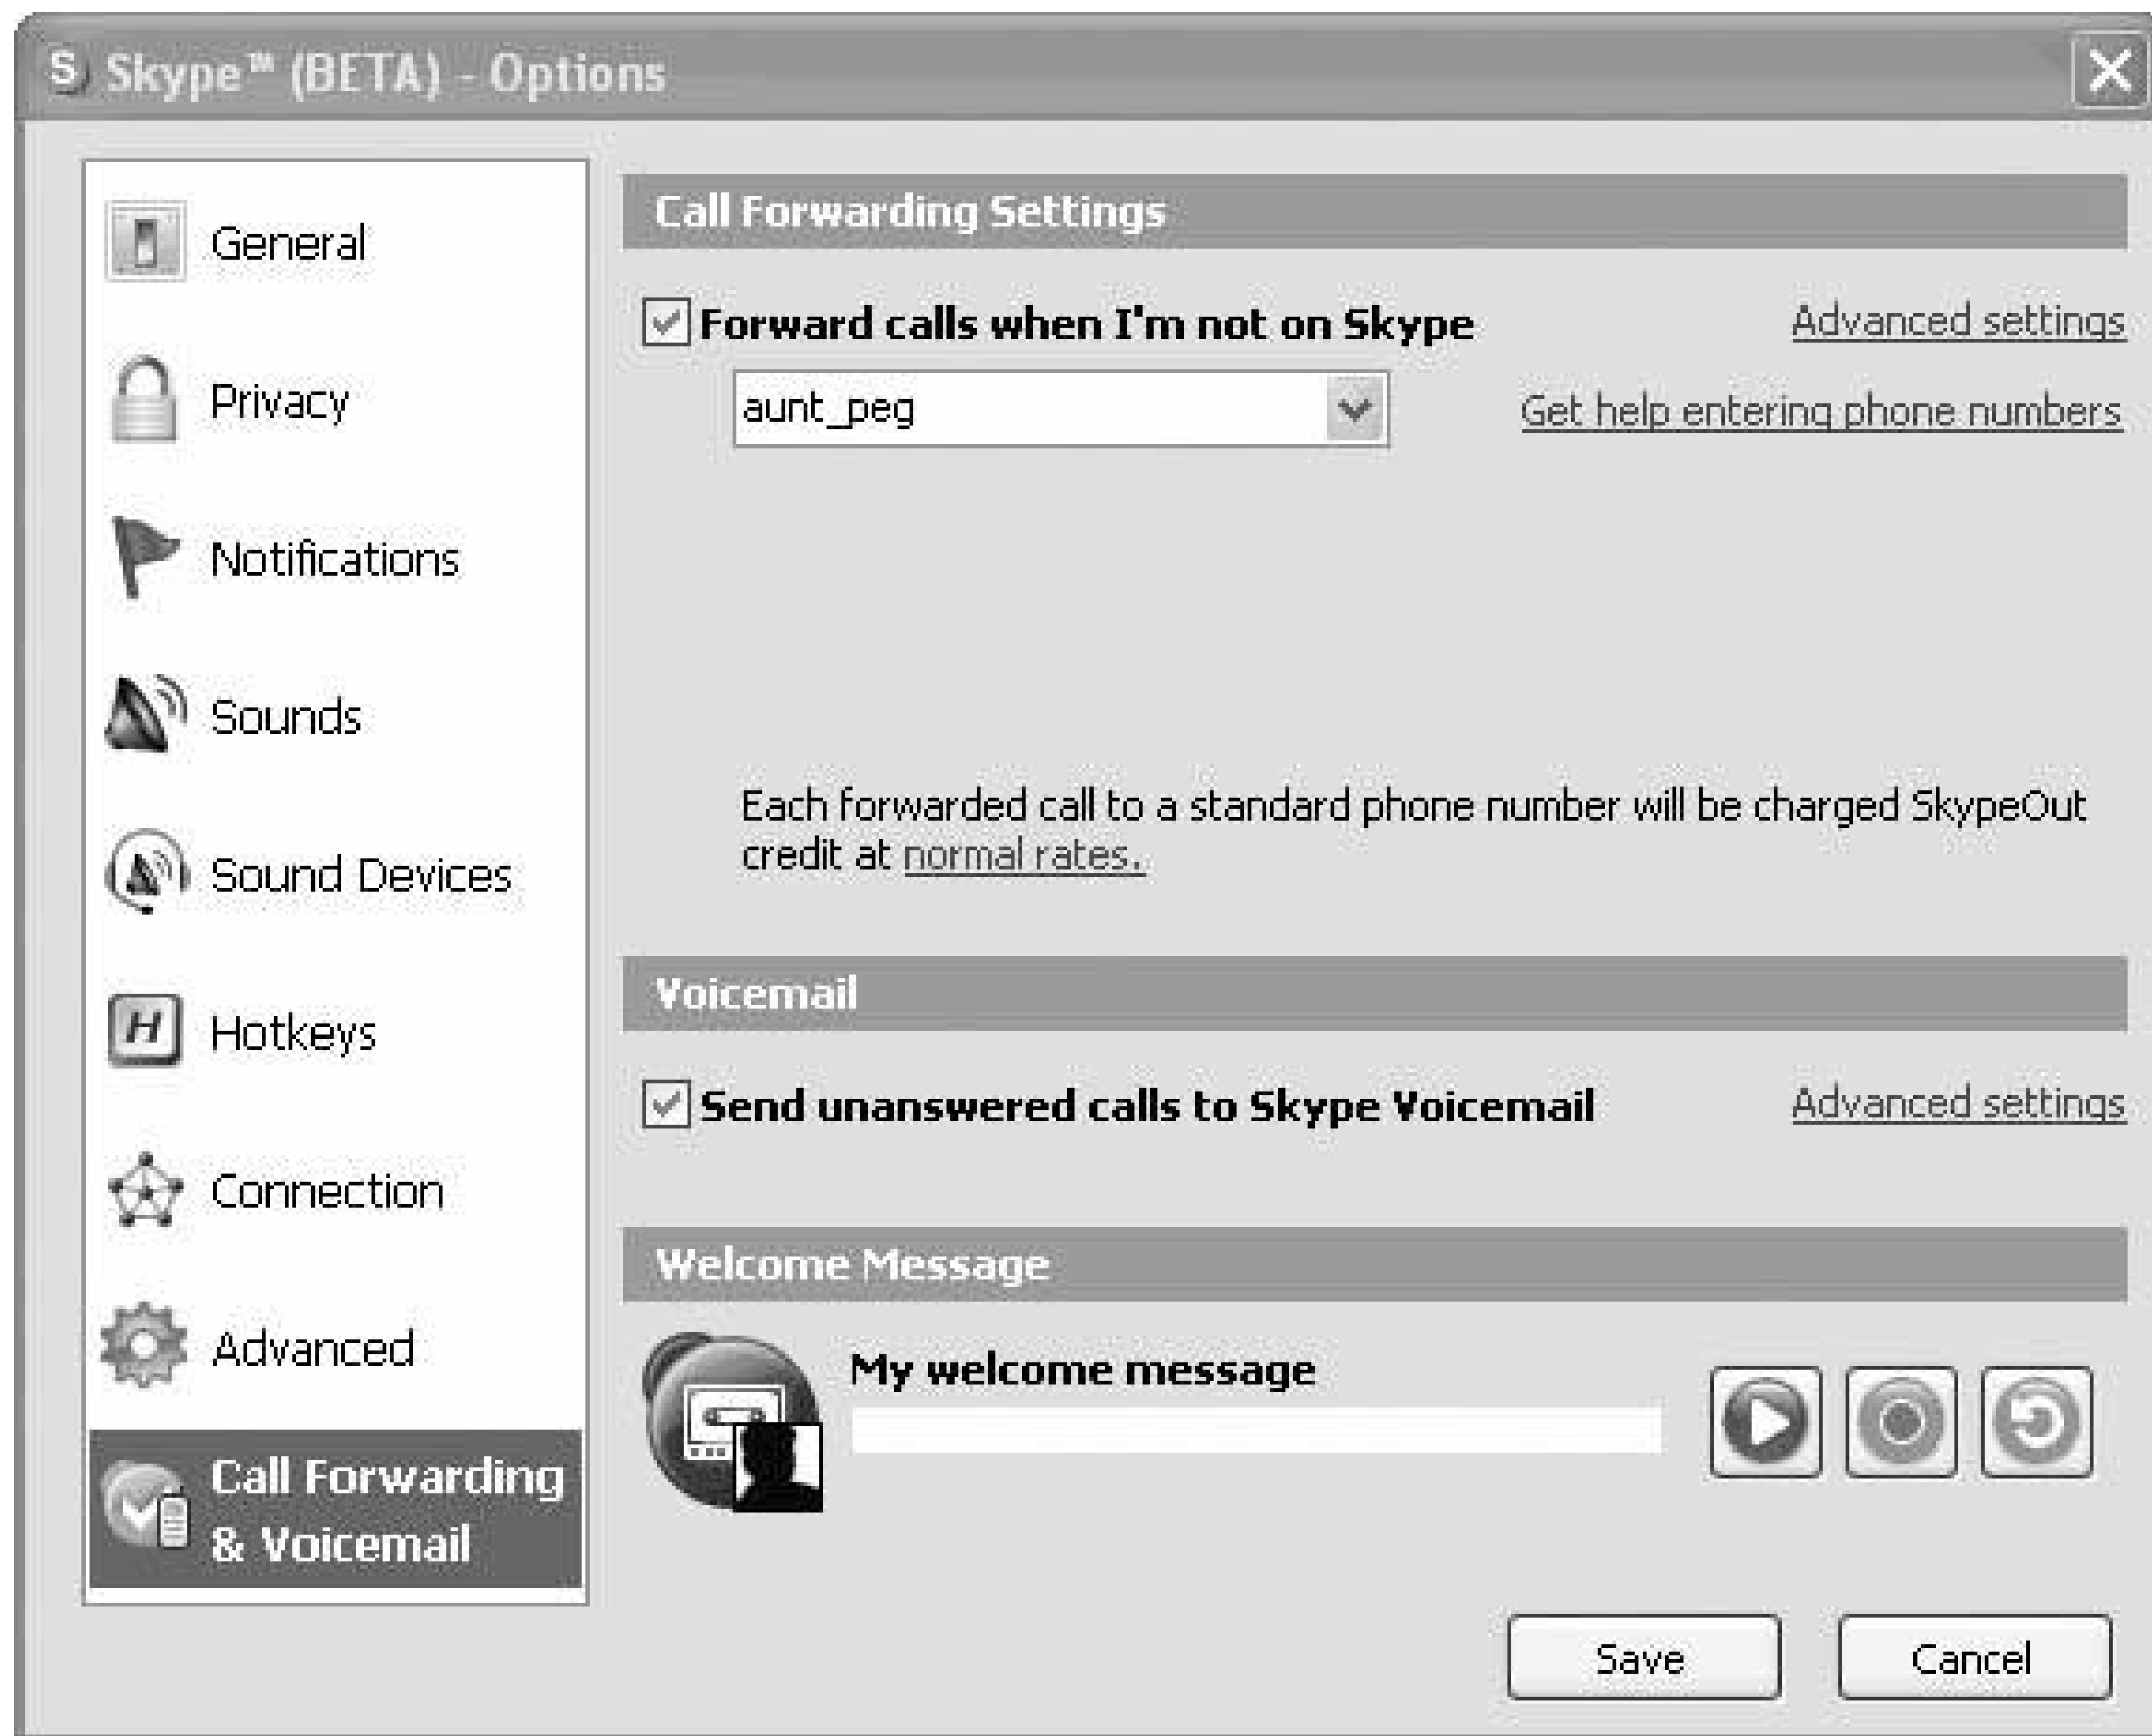 S Skype™ (BETA) - Options
General
Privacy
Notifications
Sounds
Sound Devices
H Hotkeys
Connection
Advanced
Call Forwarding
& Voicemail
Call Forwarding Settings
Forward calls when I'm not on Skype
Advanced settings
aunt_peg
Get help entering phone numbers
Each forwarded call to a standard phone number will be charged SkypeOut
credit at normal rates.
Voicemail
Send unanswered calls to Skype Voicemail
Advanced settings
Welcome Message
My welcome message
Save
Cancel